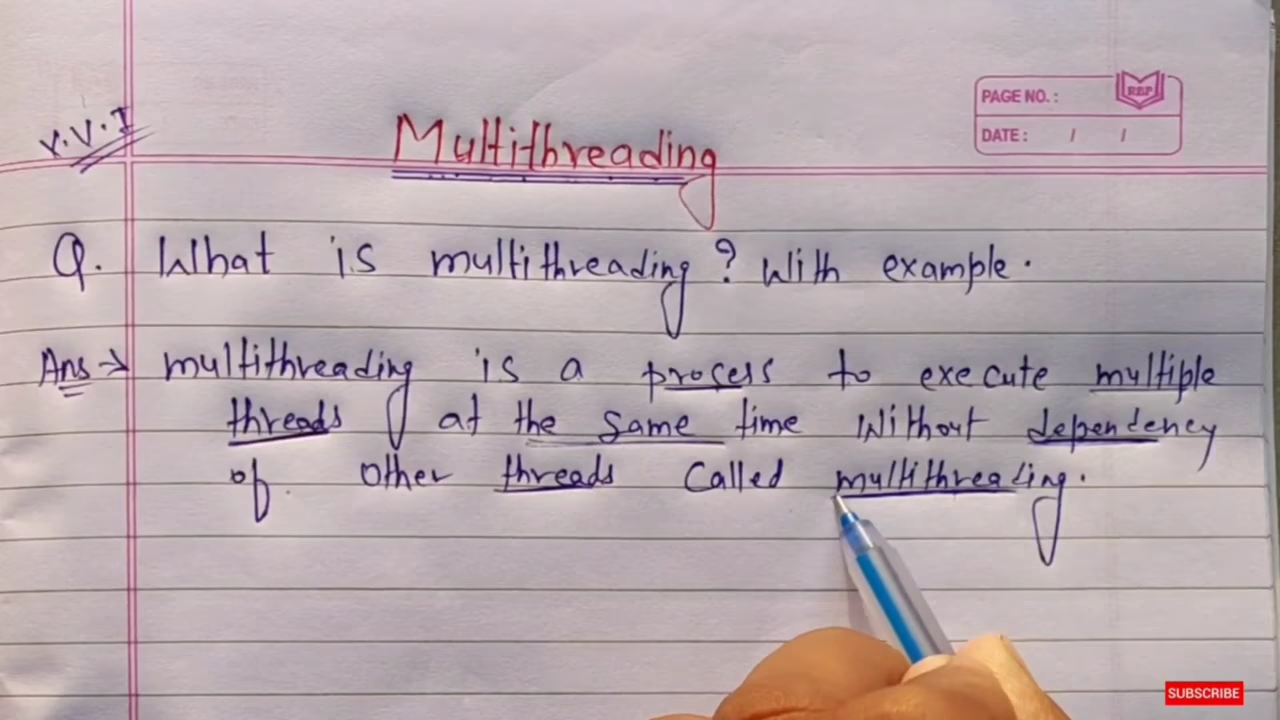 PAGE NO. :
RBP
DATE : / /
V.V.I
Multithreading
Q. What is multithreading? With example.
Ans → multithreading is a process to execute multiple
threads at the same time without dependency
of other threads called multithreading.
SUBSCRIBE